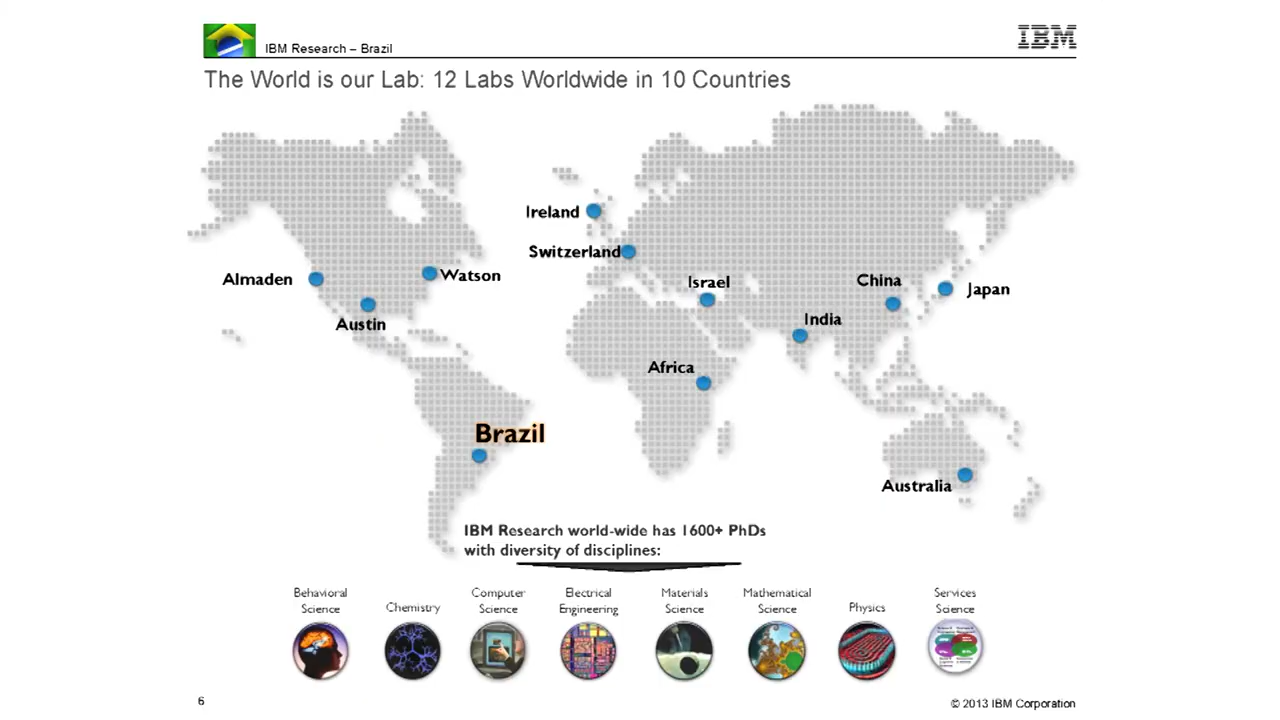 IBM Research – Brazil
IBM
The World is our Lab: 12 Labs Worldwide in 10 Countries
Ireland
Switzerland
Almaden
Watson
Israel
China
Japan
Austin
India
Africa
Brazil
Australia
IBM Research world-wide has 1600+ PhDs
with diversity of disciplines:
Behavioral
Science
Chemistry
Computer
Science
Electrical
Engineering
Materials
Science
Mathematical
Science
Physics
Services
Science
6
© 2013 IBM Corporation